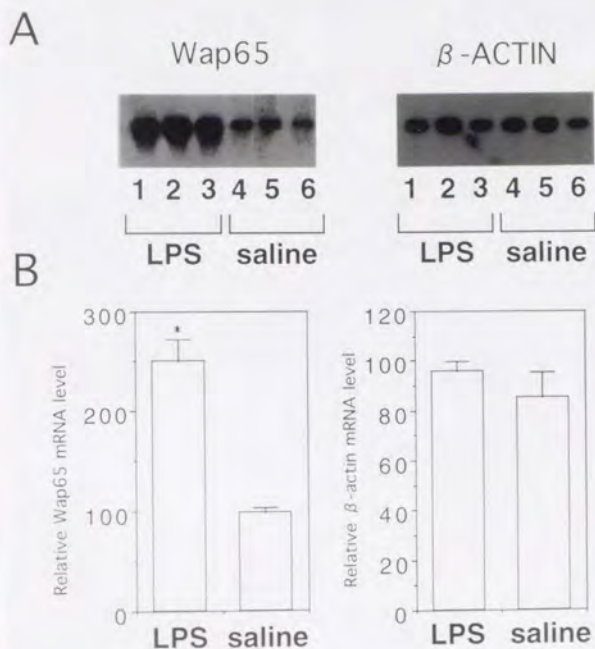 A
Wap65
β-ACTIN
1 2 3 4 5 6
LPS saline
1 2 3 4 5 6
LPS saline
B
Relative Wap65 mRNA level
300
200
100
0
*
LPS saline
Relative β-actin mRNA level
120
100
80
60
40
20
0
LPS saline